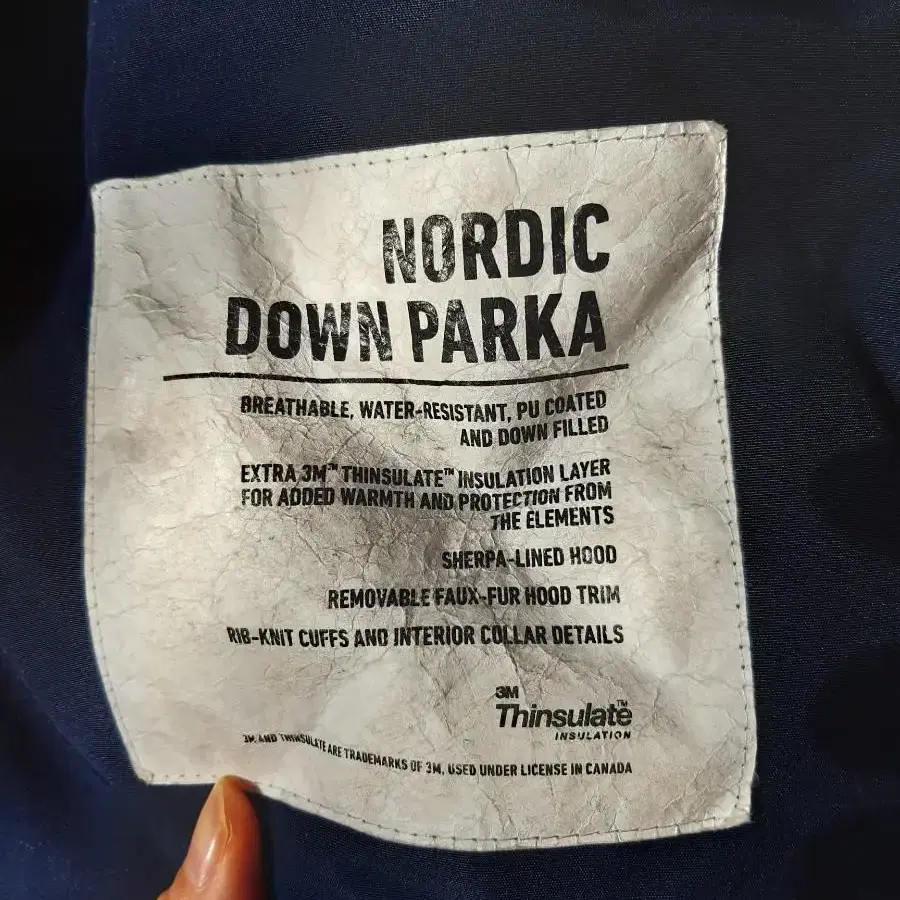 NORDIC
DOWN PARKA
BREATHABLE, WATER-RESISTANT, PU COATED
AND DOWN FILLED
EXTRA 3M™ THINSULATE™ INSULATION LAYER
FOR ADDED WARMTH AND PROTECTION FROM
THE ELEMENTS
SHERPA-LINED HOOD
REMOVABLE FAUX-FUR HOOD TRIM
RIB-KNIT CUFFS AND INTERIOR COLLAR DETAILS
3M
Thinsulate™
INSULATION
3M AND THINSULATE ARE TRADEMARKS OF 3M, USED UNDER LICENSE IN CANADA